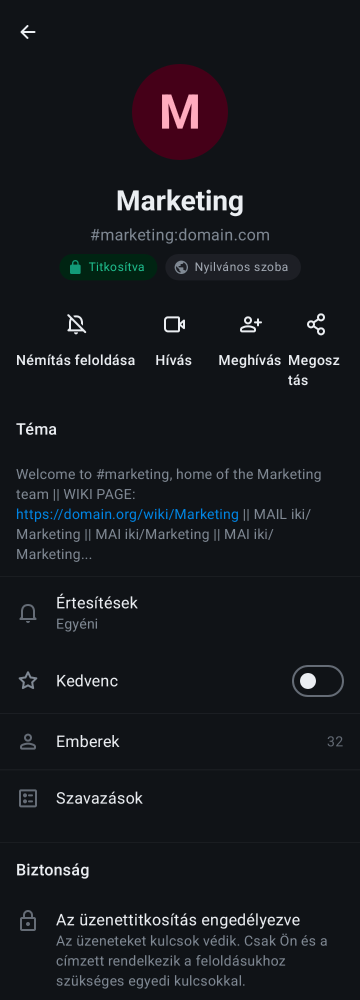 M
Marketing
#marketing:domain.com
Titkosítva
Nyilvános szoba
Némítás feloldása
Hívás
Meghívás
Megosz
tás
Téma
Welcome to #marketing, home of the Marketing
team || WIKI PAGE:
https://domain.org/wiki/Marketing || MAIL iki/
Marketing || MAI iki/Marketing || MAI iki/
Marketing...
Értesítések
Egyéni
Kedvenc
Emberek 32
Szavazások
Biztonság
Az üzenettitkosítás engedélyezve
Az üzeneteket kulcsok védik. Csak Ön és a
címzett rendelkezik a feloldásukhoz
szükséges egyedi kulcsokkal.